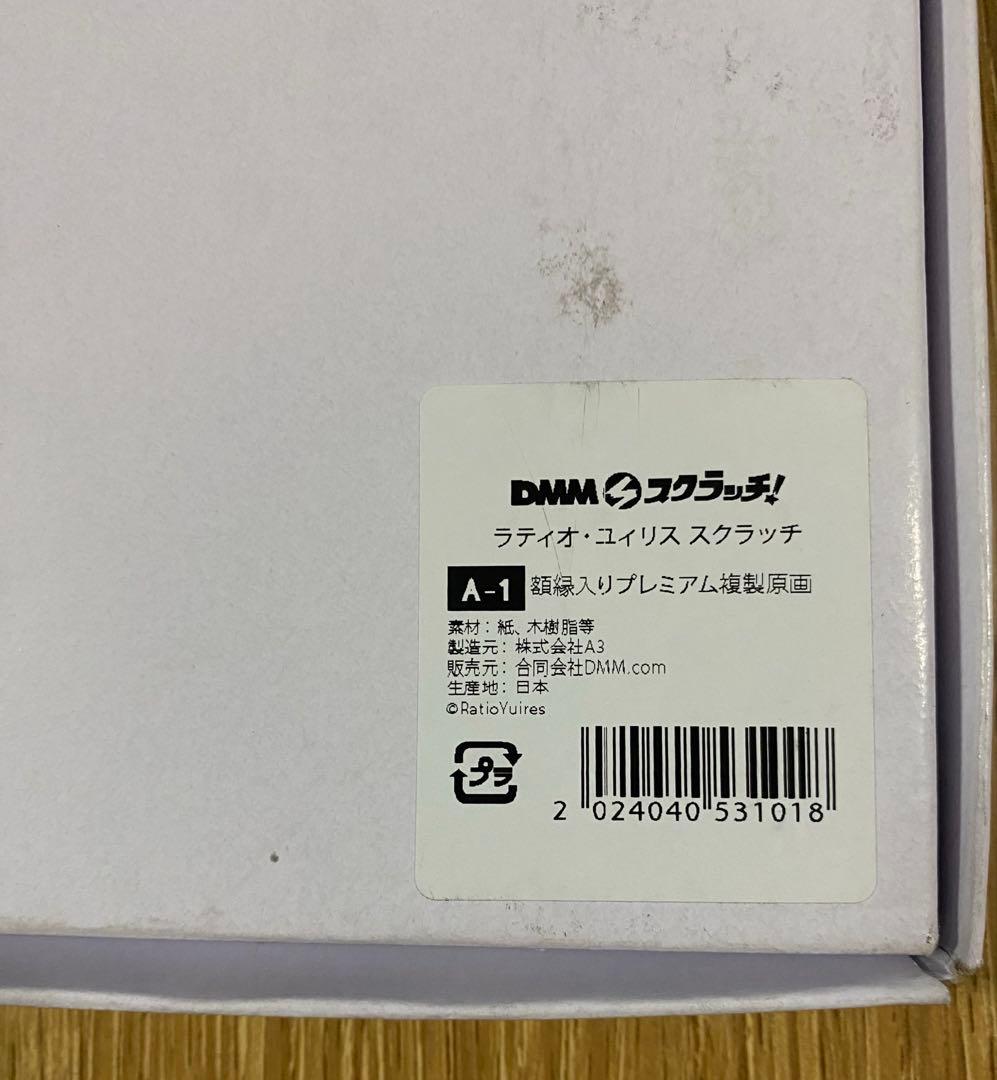 DMMスクラッチ!
ラティオ・ユィリス スクラッチ
A-1 額縁入りプレミアム複製原画
素材：紙、木樹脂等
製造元：株式会社A3
販売元：合同会社DMM.com
生産地：日本
©RatioYuires
プラ
2 024040 531018